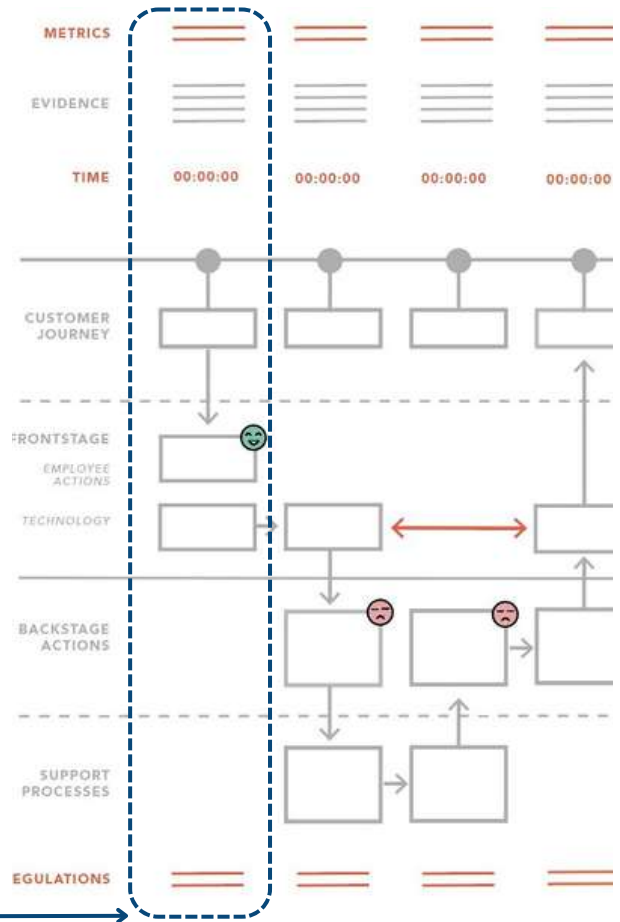 METRICS
EVIDENCE
TIME 00:00:00 00:00:00 00:00:00 00:00:00
CUSTOMER
JOURNEY
FRONTSTAGE
EMPLOYEE
ACTIONS
TECHNOLOGY
BACKSTAGE
ACTIONS
SUPPORT
PROCESSES
EGULATIONS